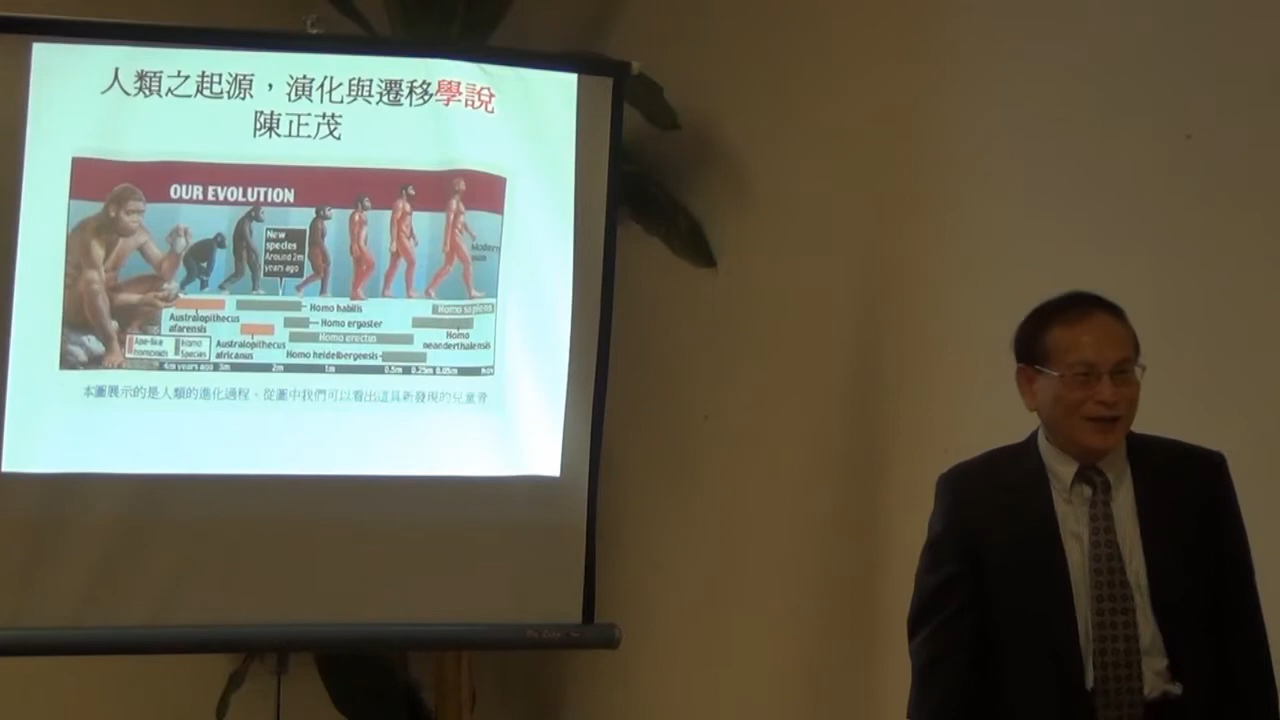 人類之起源，演化與遷移學說
陳正茂
OUR EVOLUTION
New
species
Around 2m
years ago
Modern
man
Homo habilis
Homo sapiens
Australopithecus
afarensis
Homo ergaster
Homo erectus
Homo
neanderthalensis
Ape-like
hominids
Homo
Species
Australopithecus
africanus
Homo heidelbergeesis
4m years ago 3m 2m 1m 0.5m 0.25m 0.05m Now
本圖展示的是人類的進化過程、從圖中我們可以看出這具新發現的兒童骨